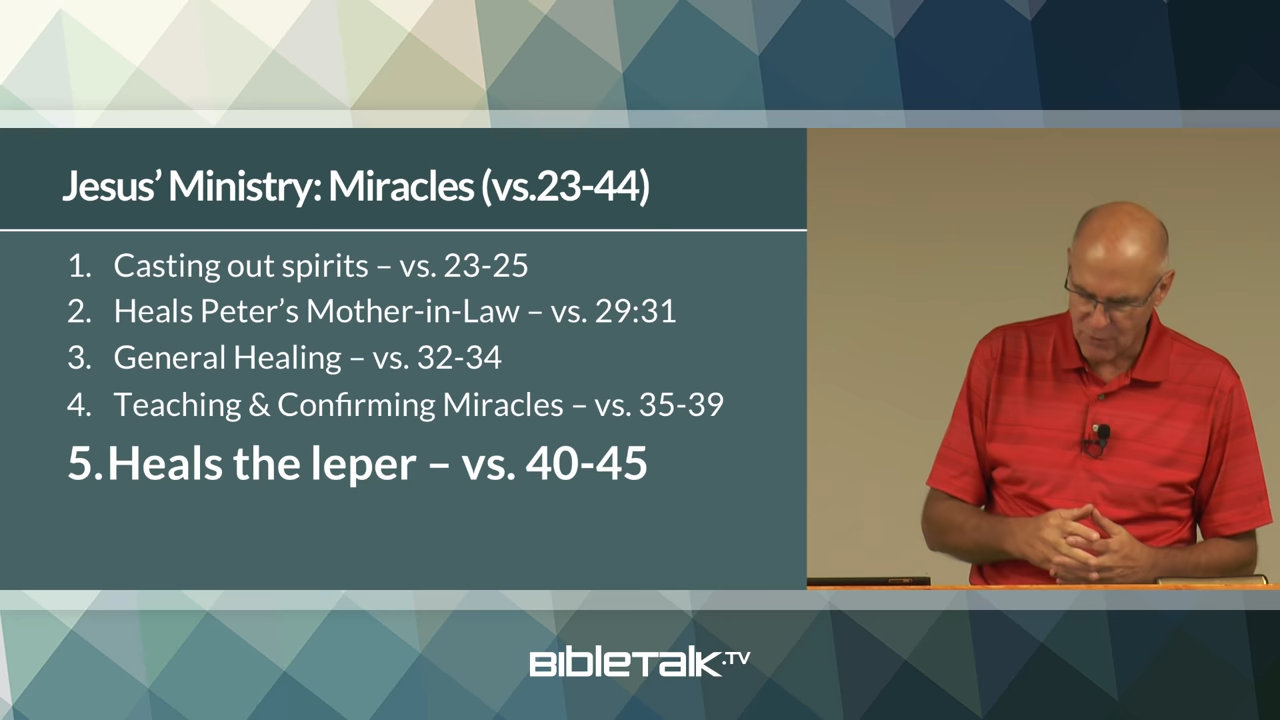 Jesus’ Ministry: Miracles (vs.23-44)
1. Casting out spirits – vs. 23-25
2. Heals Peter’s Mother-in-Law – vs. 29:31
3. General Healing – vs. 32-34
4. Teaching & Confirming Miracles – vs. 35-39
5. Heals the leper – vs. 40-45
BibleTalk.TV